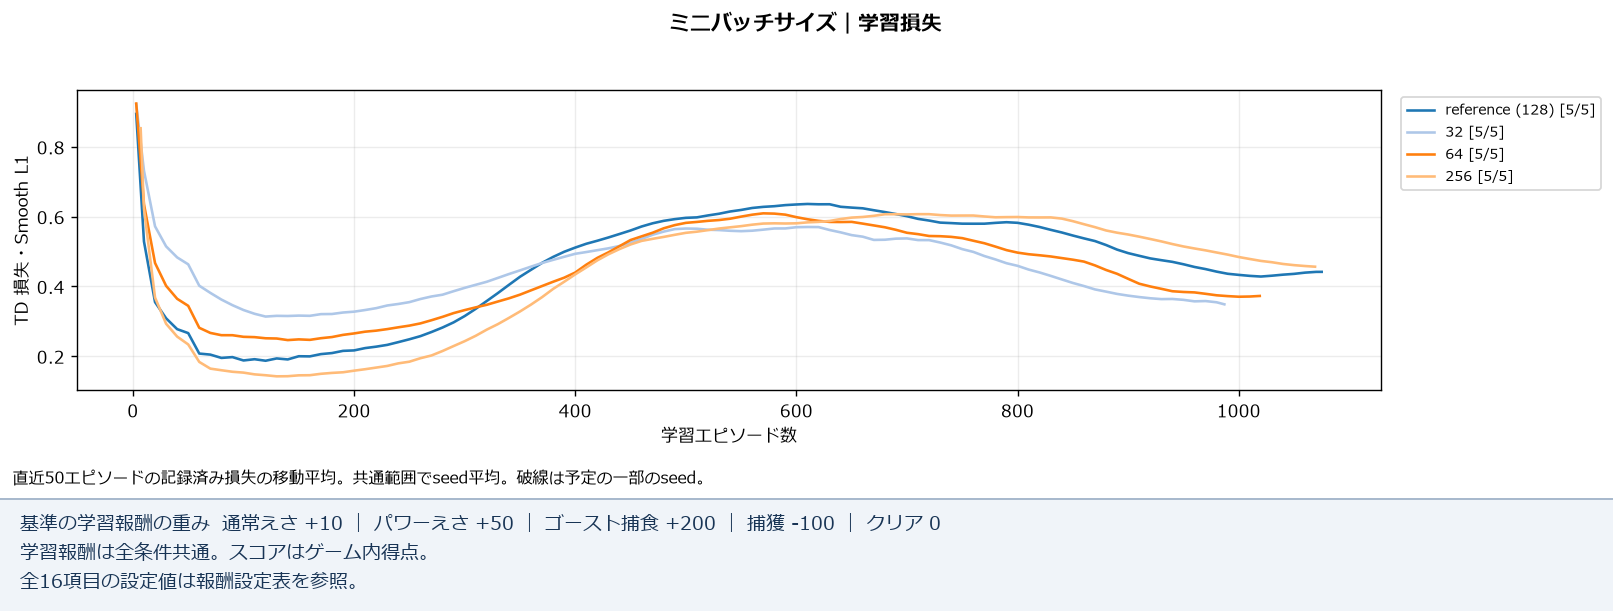 ミニバッチサイズ｜学習損失
TD 損失・Smooth L1
0.8
0.6
0.4
0.2
0
200
400
600
800
1000
学習エピソード数
reference (128) [5/5]
32 [5/5]
64 [5/5]
256 [5/5]
直近50エピソードの記録済み損失の移動平均。共通範囲でseed平均。破線は予定の一部のseed。
基準の学習報酬の重み 通常えさ +10 ｜ パワーえさ +50 ｜ ゴースト捕食 +200 ｜ 捕獲 -100 ｜ クリア 0
学習報酬は全条件共通。スコアはゲーム内得点。
全16項目の設定値は報酬設定表を参照。